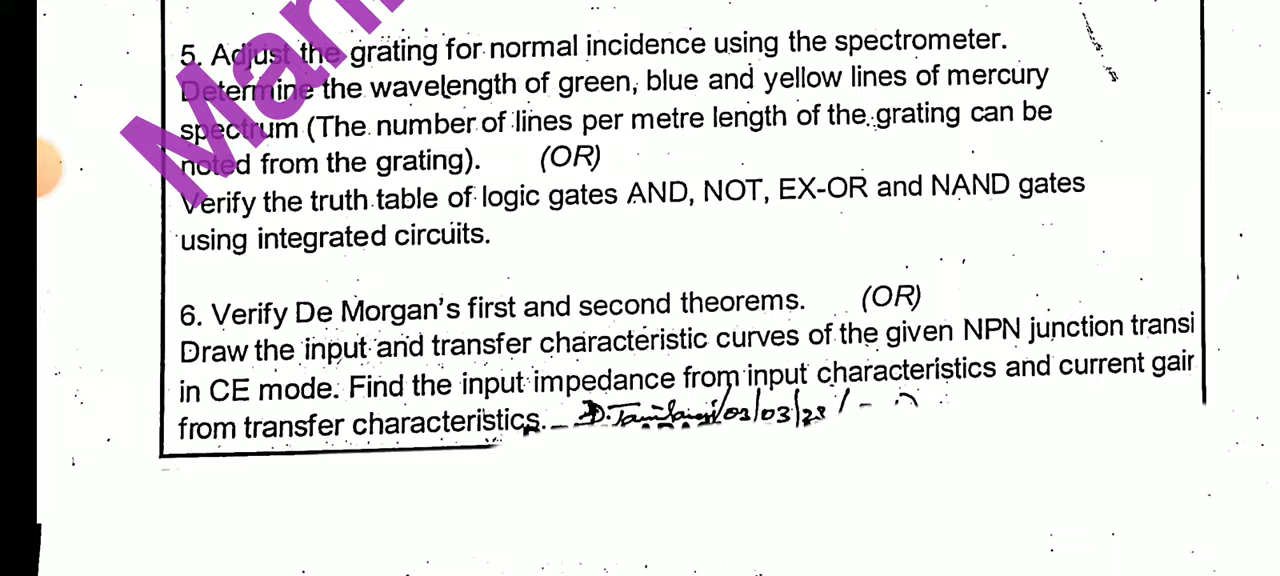 5. Adjust the grating for normal incidence using the spectrometer.
Determine the wavelength of green, blue and yellow lines of mercury
spectrum (The number of lines per metre length of the grating can be
noted from the grating). (OR)
Verify the truth table of logic gates AND, NOT, EX-OR and NAND gates
using integrated circuits.
6. Verify De Morgan's first and second theorems. (OR)
Draw the input and transfer characteristic curves of the given NPN junction transi
in CE mode. Find the input impedance from input characteristics and current gair
from transfer characteristics.